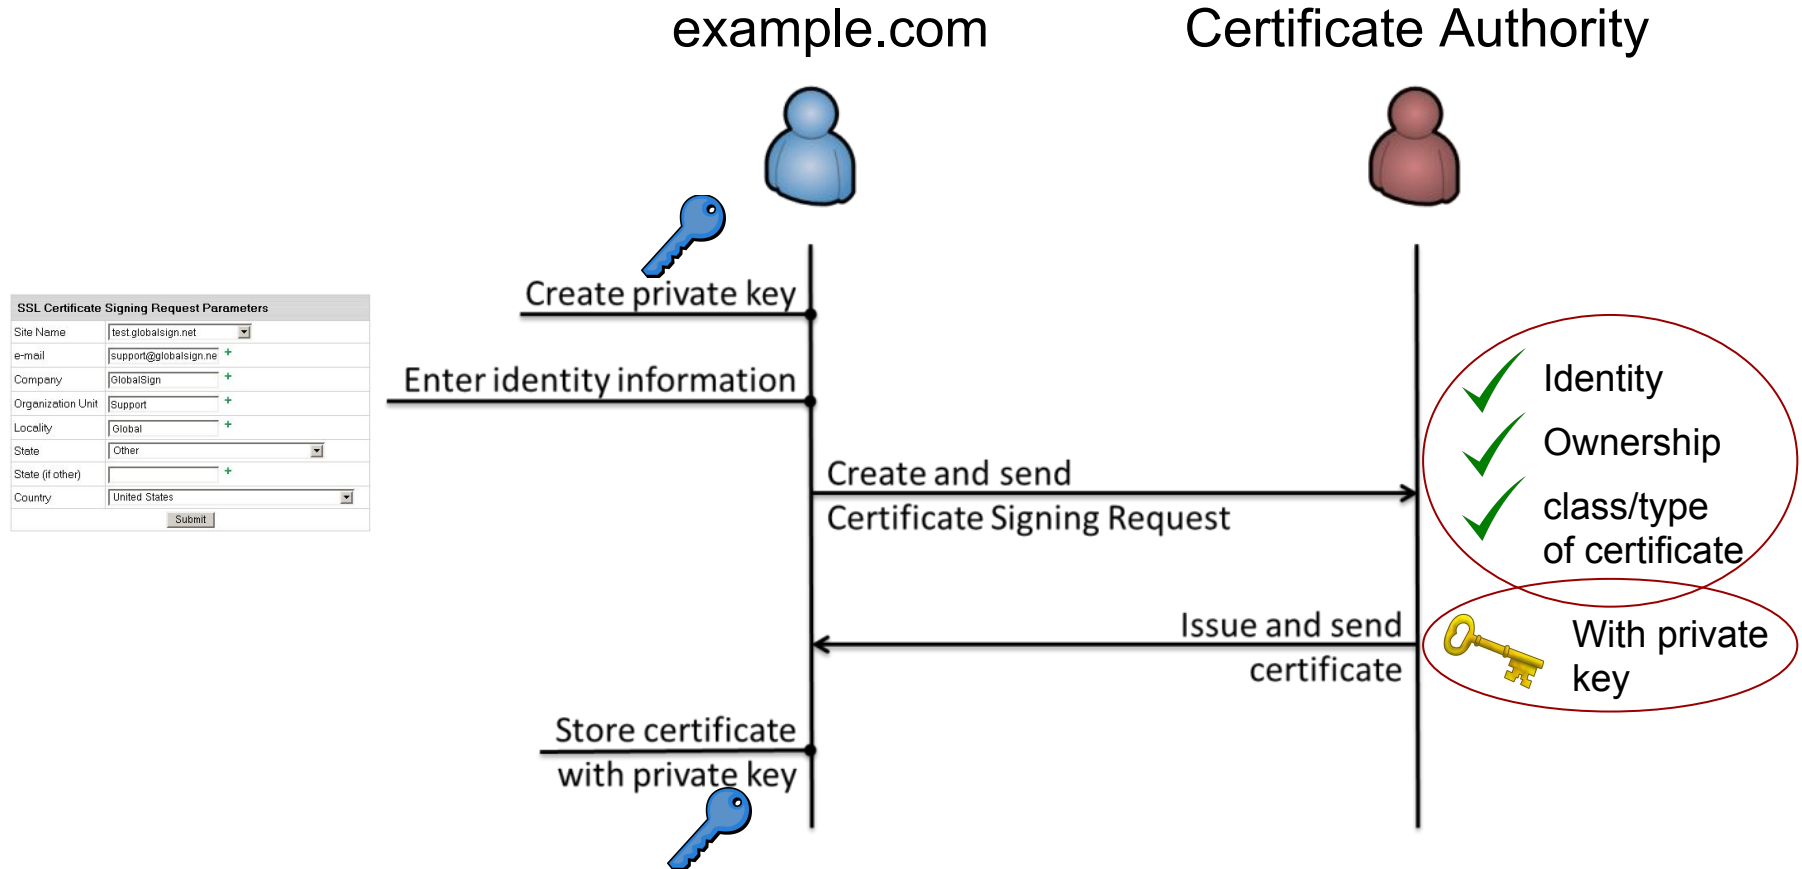 example.com
Certificate Authority
Create private key
SSL Certificate Signing Request Parameters
Site Name test.globalsign.net
e-mail support@globalsign.ne +
Company GlobalSign +
Organization Unit Support +
Locality Global +
State Other
State (if other) +
Country United States
Submit
Enter identity information
Identity
Ownership
class/type
of certificate
Create and send
Certificate Signing Request
Issue and send
certificate
With private
key
Store certificate
with private key